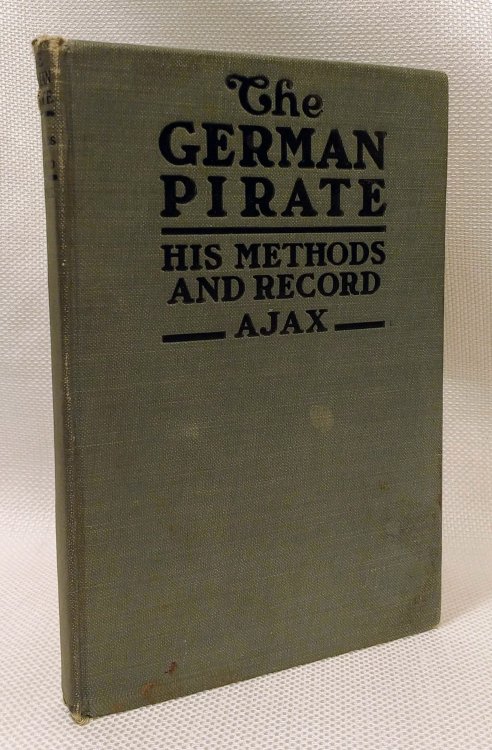 The
GERMAN
PIRATE
HIS METHODS
AND RECORD
AJAX